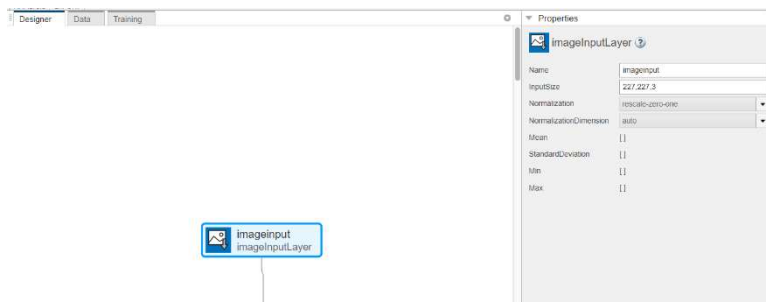 Designer Data Training
Properties
imageInputLayer ?
Name imageinput
InputSize 227,227,3
Normalization rescale-zero-one
NormalizationDimension auto
Mean []
StandardDeviation []
Min []
Max []
imageinput
imageInputLayer